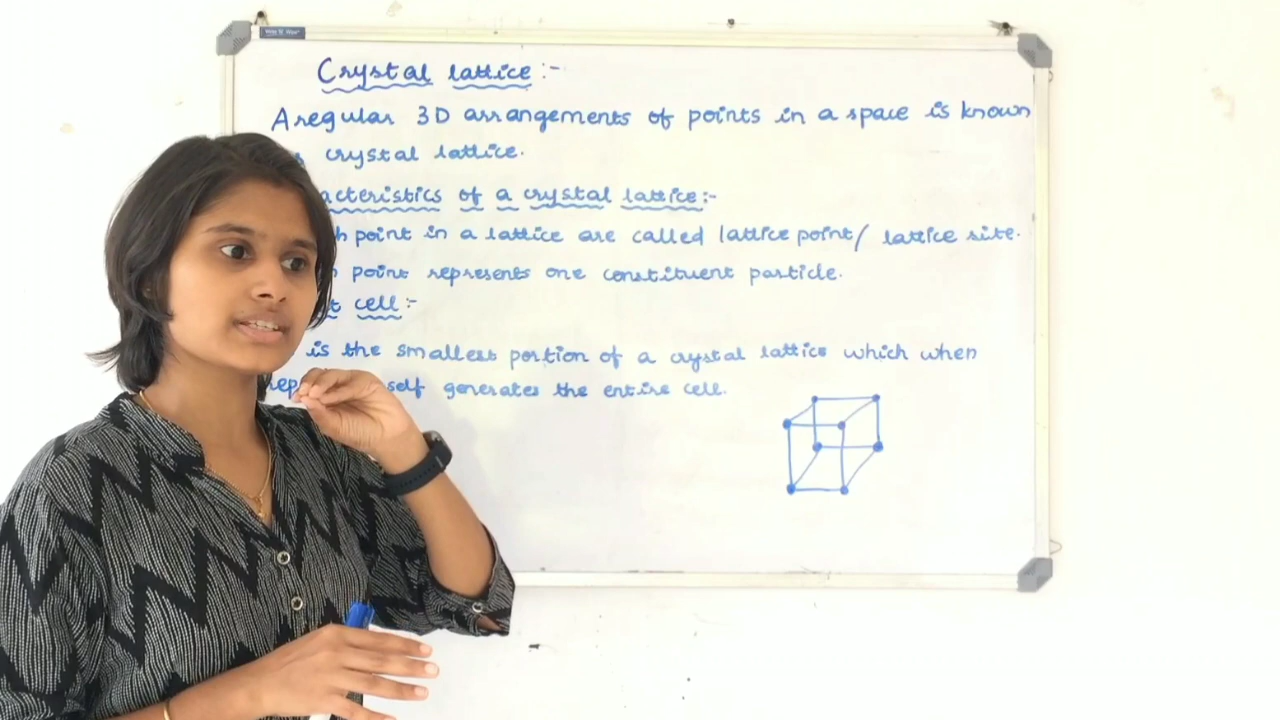 Crystal lattice :-
A regular 3D arrangements of points in a space is known
crystal lattice.
acteristics of a crystal lattice :-
point in a lattice are called lattice point/ lattice site.
point represents one constituent particle.
cell :-
is the smallest portion of a crystal lattice which when
self generates the entire cell.